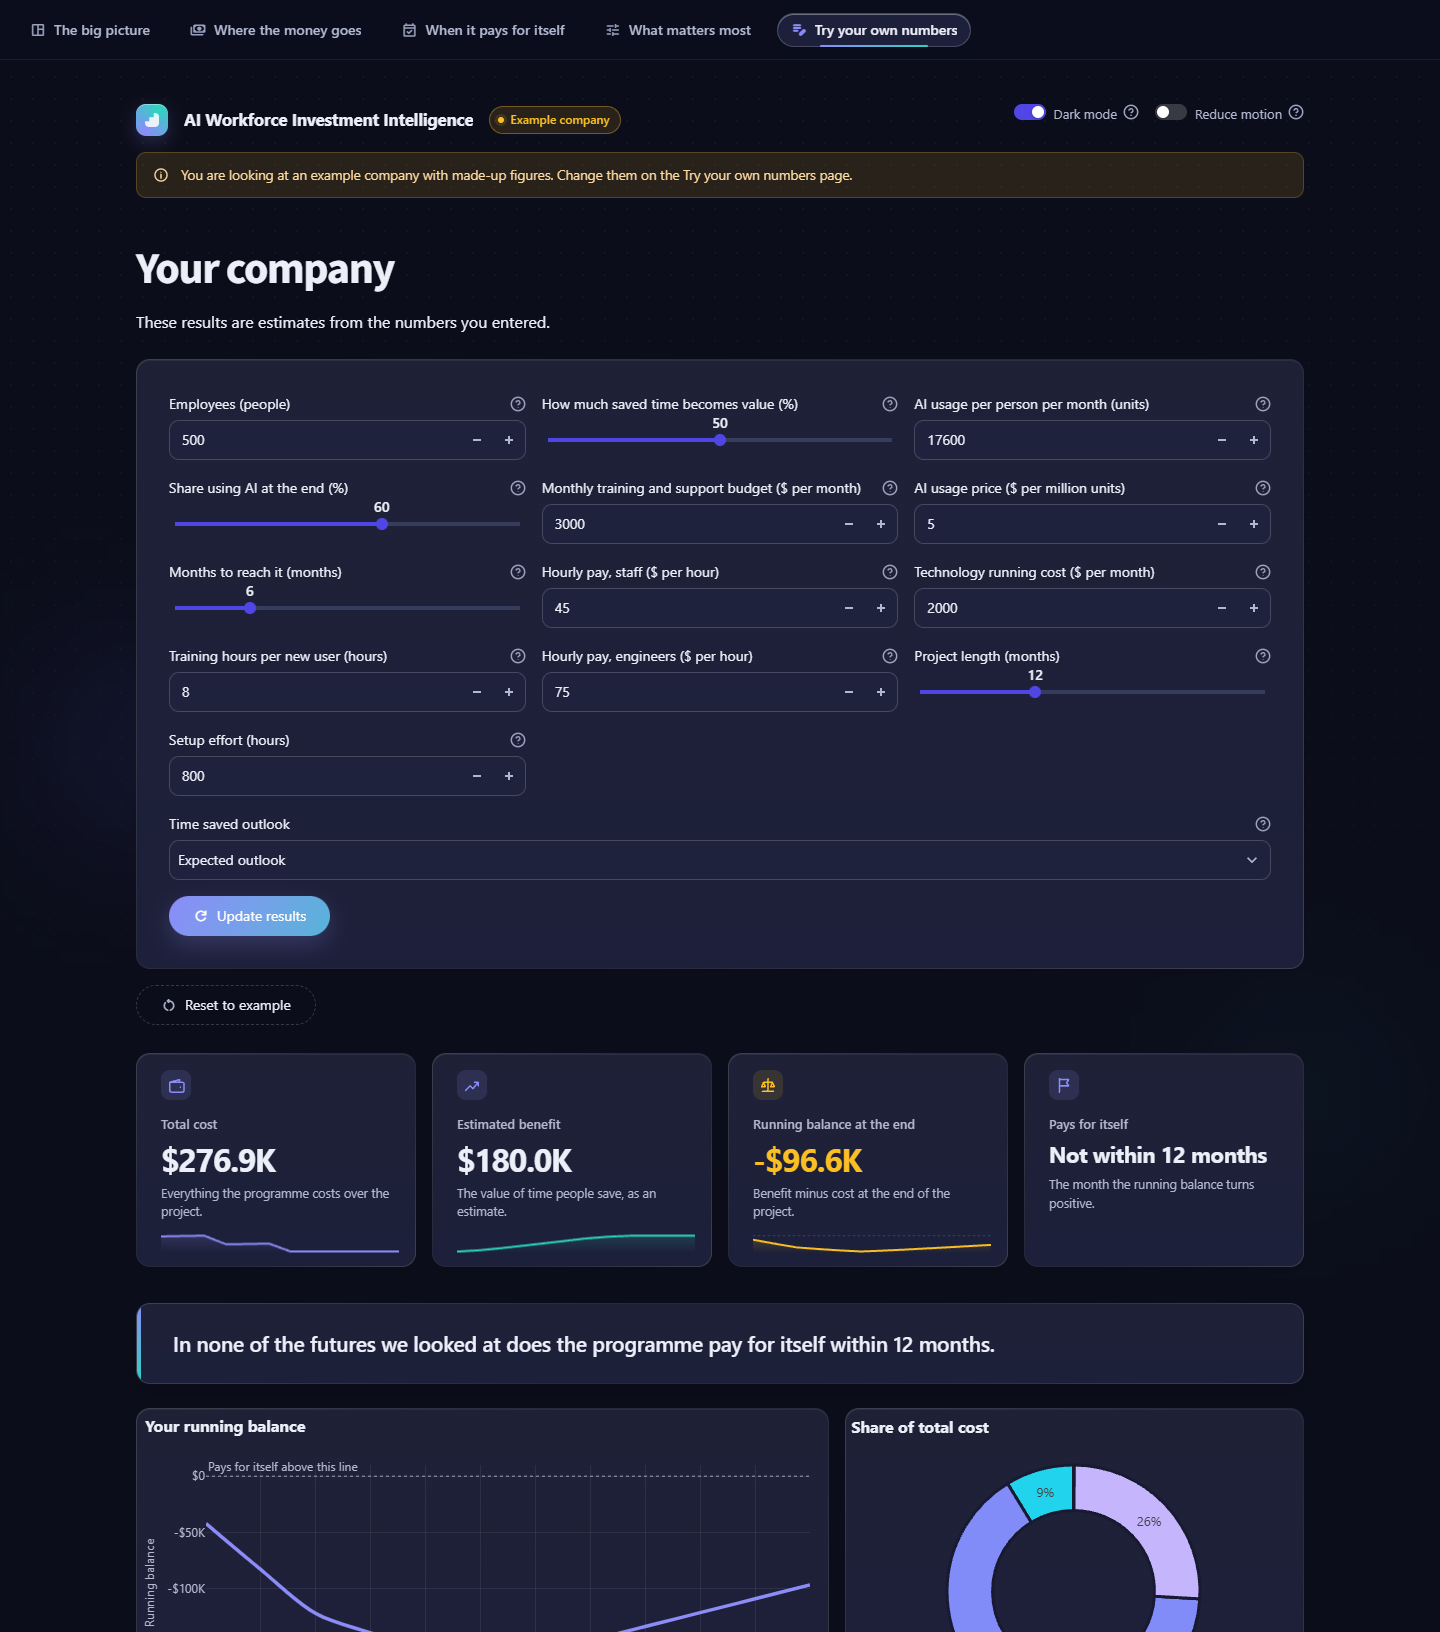 The big picture
Where the money goes
When it pays for itself
What matters most
Try your own numbers
AI Workforce Investment Intelligence
Example company
Dark mode
Reduce motion
You are looking at an example company with made-up figures. Change them on the Try your own numbers page.
Your company
These results are estimates from the numbers you entered.
Employees (people)
500
How much saved time becomes value (%)
50
AI usage per person per month (units)
17600
Share using AI at the end (%)
60
Monthly training and support budget ($ per month)
3000
AI usage price ($ per million units)
5
Months to reach it (months)
6
Hourly pay, staff ($ per hour)
45
Technology running cost ($ per month)
2000
Training hours per new user (hours)
8
Hourly pay, engineers ($ per hour)
75
Project length (months)
12
Setup effort (hours)
800
Time saved outlook
Expected outlook
Update results
Reset to example
Total cost
$276.9K
Everything the programme costs over the
project.
Estimated benefit
$180.0K
The value of time people save, as an
estimate.
Running balance at the end
-$96.6K
Benefit minus cost at the end of the
project.
Pays for itself
Not within 12 months
The month the running balance turns
positive.
In none of the futures we looked at does the programme pay for itself within 12 months.
Your running balance
Pays for itself above this line
$0
-$50K
-$100K
Running balance
Share of total cost
9%
26%